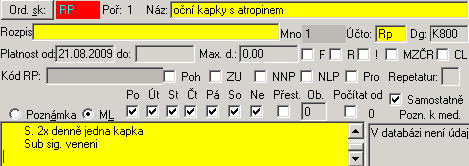 Ord. sk: RP Poř: 1 Náz: oční kapky s atropinem
Rozpis Mno 1 Účto: Rp Dg: K800
Platnost od: 21.08.2009 do: Max. d.: 0,00 F R ! MZČR CL
Kód RP: Poh ZU NNP NLP Pro Repetatur:
Po Út St Čt Pá So Ne Přest. Ob. Počítat od Samostatně
Poznámka ML 0 Pozn. k med.
S. 2x denně jedna kapka
Sub sig. veneni
V databázi není údaj